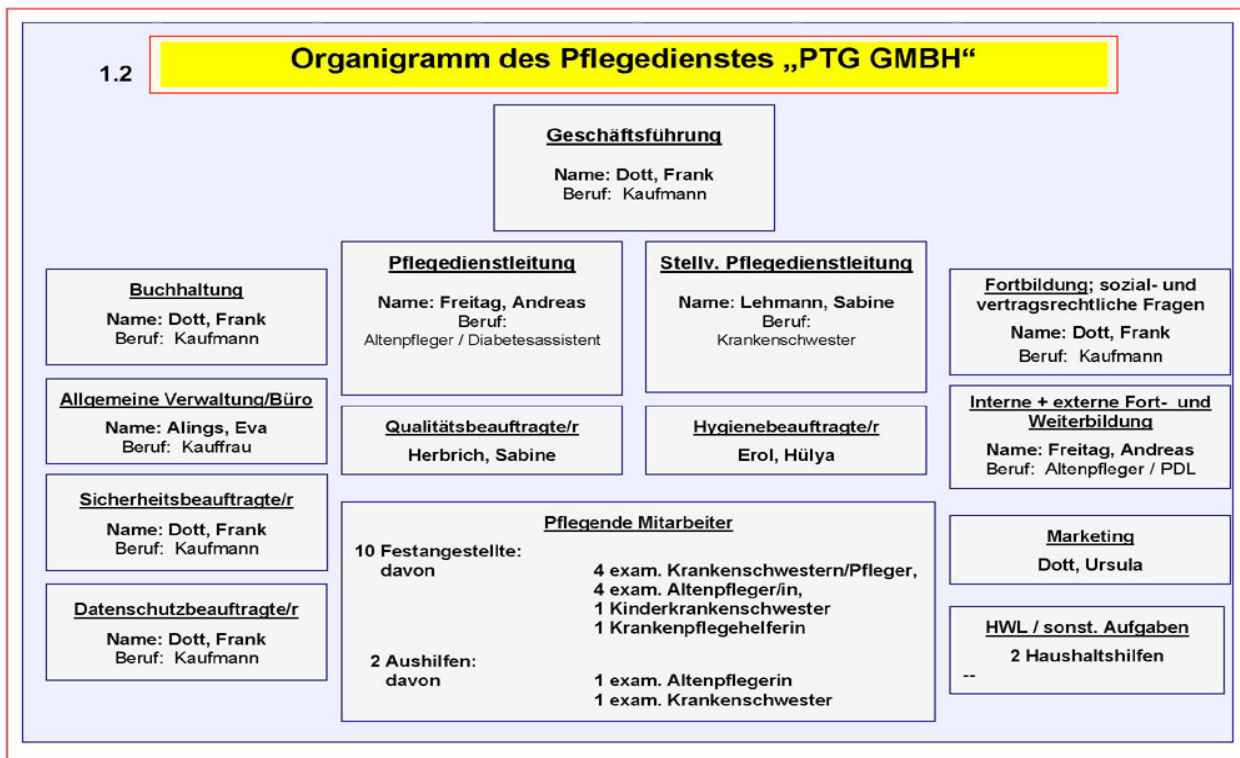 1.2
Organigramm des Pflegedienstes „PTG GMBH“
Geschäftsführung
Name: Dott, Frank
Beruf: Kaufmann
Buchhaltung
Name: Dott, Frank
Beruf: Kaufmann
Allgemeine Verwaltung/Büro
Name: Alings, Eva
Beruf: Kauffrau
Sicherheitsbeauftragte/r
Name: Dott, Frank
Beruf: Kaufmann
Datenschutzbeauftragte/r
Name: Dott, Frank
Beruf: Kaufmann
Pflegedienstleitung
Name: Freitag, Andreas
Beruf:
Altenpfleger / Diabetesassistent
Qualitätsbeauftragte/r
Herbrich, Sabine
Stellv. Pflegedienstleitung
Name: Lehmann, Sabine
Beruf:
Krankenschwester
Hygienebeauftragte/r
Erol, Hülya
Pflegende Mitarbeiter
10 Festangestellte:
davon 4 exam. Krankenschwestern/Pfleger,
4 exam. Altenpfleger/in,
1 Kinderkrankenschwester
1 Krankenpflegehelferin
2 Aushilfen:
davon 1 exam. Altenpflegerin
1 exam. Krankenschwester
Fortbildung; sozial- und
vertragsrechtliche Fragen
Name: Dott, Frank
Beruf: Kaufmann
Interne + externe Fort- und
Weiterbildung
Name: Freitag, Andreas
Beruf: Altenpfleger / PDL
Marketing
Dott, Ursula
HWL / sonst. Aufgaben
2 Haushaltshilfen
--